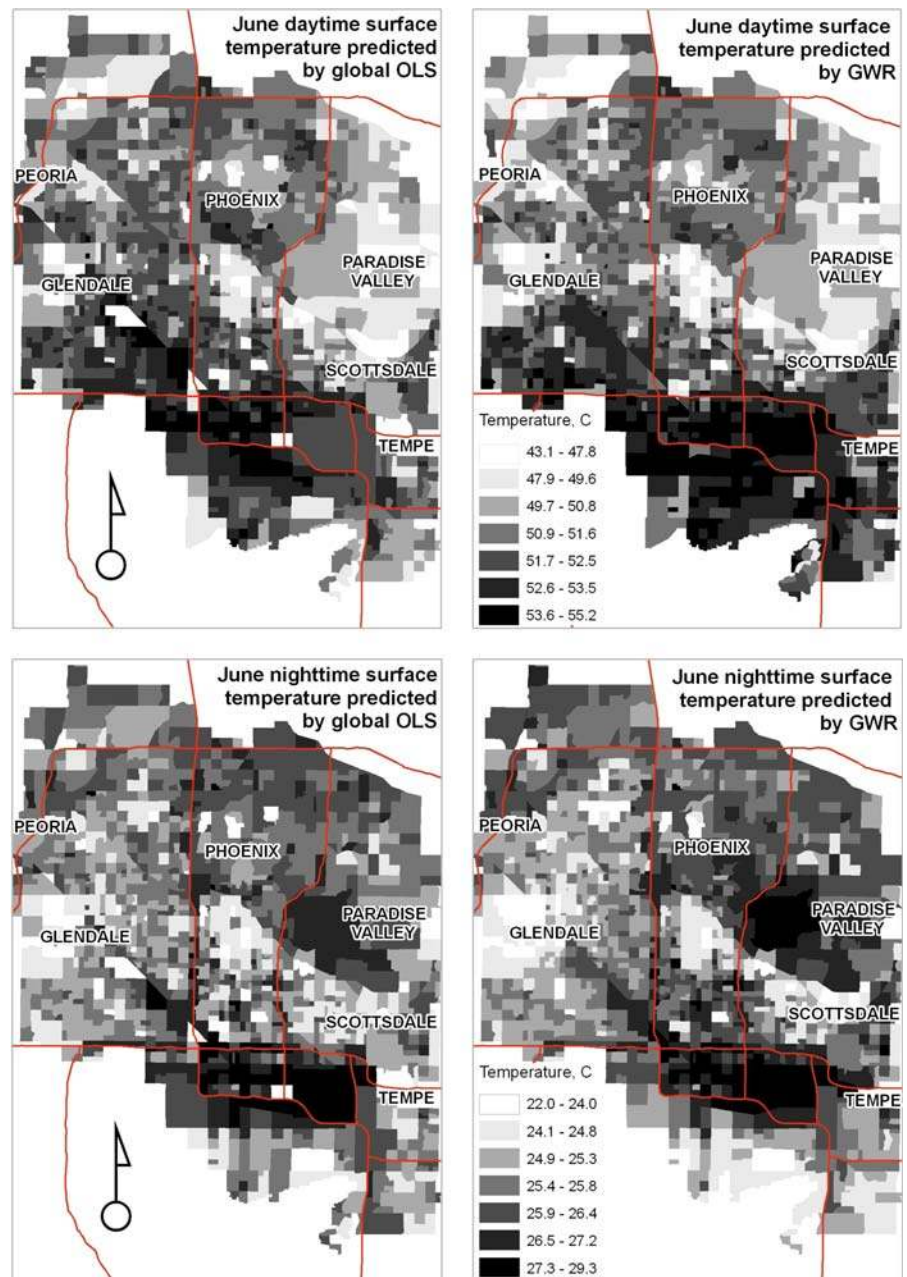 June daytime surface
temperature predicted
by global OLS
PEORIA
PHOENIX
PARADISE
VALLEY
GLENDALE
SCOTTSDALE
TEMPE
June daytime surface
temperature predicted
by GWR
PEORIA
PHOENIX
PARADISE
VALLEY
GLENDALE
SCOTTSDALE
TEMPE
Temperature, C
43.1 - 47.8
47.9 - 49.6
49.7 - 50.8
50.9 - 51.6
51.7 - 52.5
52.6 - 53.5
53.6 - 55.2
June nighttime surface
temperature predicted
by global OLS
PEORIA
PHOENIX
PARADISE
VALLEY
GLENDALE
SCOTTSDALE
TEMPE
June nighttime surface
temperature predicted
by GWR
PEORIA
PHOENIX
PARADISE
VALLEY
GLENDALE
SCOTTSDALE
TEMPE
Temperature, C
22.0 - 24.0
24.1 - 24.8
24.9 - 25.3
25.4 - 25.8
25.9 - 26.4
26.5 - 27.2
27.3 - 29.3